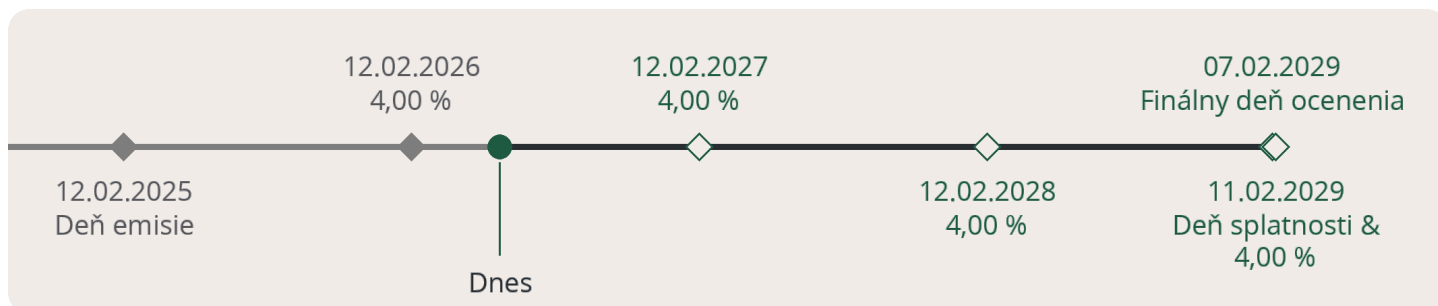 12.02.2026
4,00 %
12.02.2027
4,00 %
07.02.2029
Finálny deň ocenenia
12.02.2025
Deň emisie
12.02.2028
4,00 %
11.02.2029
Deň splatnosti &
4,00 %
Dnes